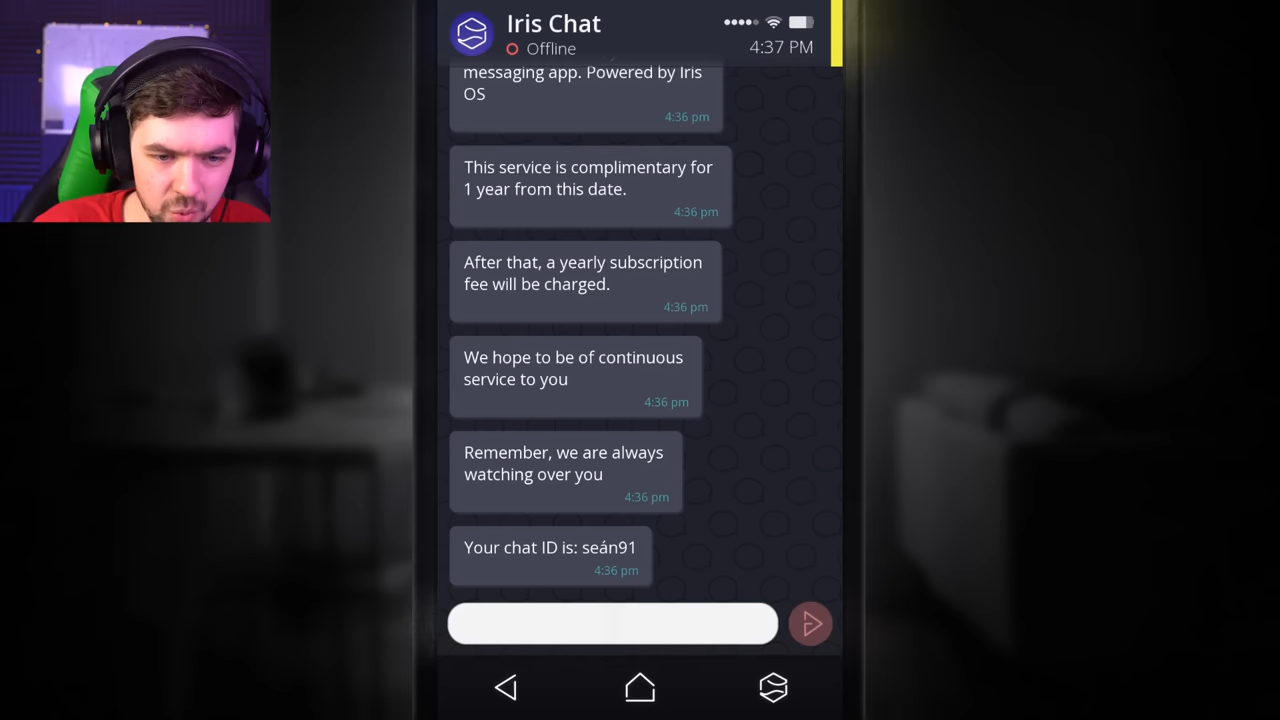 Iris Chat
Offline
4:37 PM
messaging app. Powered by Iris
OS
4:36 pm
This service is complimentary for
1 year from this date.
4:36 pm
After that, a yearly subscription
fee will be charged.
4:36 pm
We hope to be of continuous
service to you
4:36 pm
Remember, we are always
watching over you
4:36 pm
Your chat ID is: seán91
4:36 pm